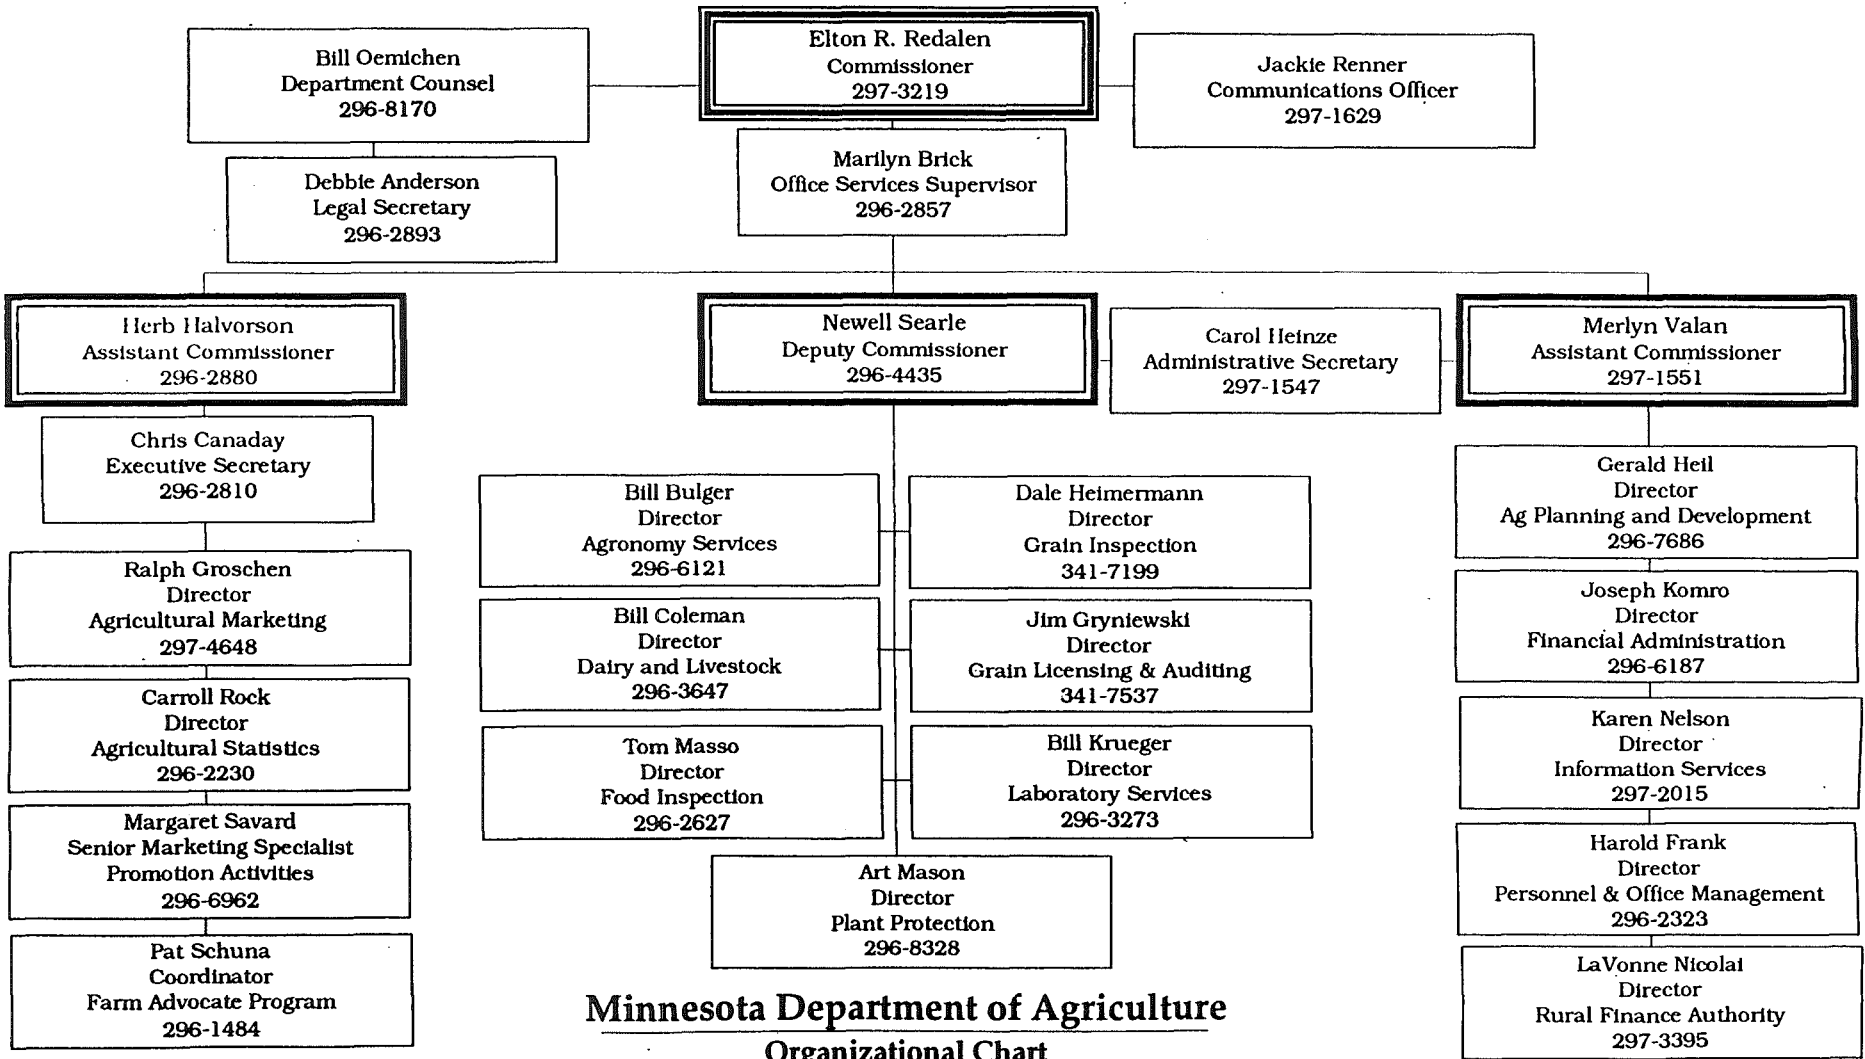 Elton R. Redalen
Commissioner
297-3219
Bill Oemichen
Department Counsel
296-8170
Jackie Renner
Communications Officer
297-1629
Debbie Anderson
Legal Secretary
296-2893
Marilyn Brick
Office Services Supervisor
296-2857
Herb Halvorson
Assistant Commissioner
296-2880
Newell Searle
Deputy Commissioner
296-4435
Carol Heinze
Administrative Secretary
297-1547
Merlyn Valan
Assistant Commissioner
297-1551
Chris Canaday
Executive Secretary
296-2810
Ralph Groschen
Director
Agricultural Marketing
297-4648
Carroll Rock
Director
Agricultural Statistics
296-2230
Margaret Savard
Senior Marketing Specialist
Promotion Activities
296-6962
Pat Schuna
Coordinator
Farm Advocate Program
296-1484
Bill Bulger
Director
Agronomy Services
296-6121
Dale Heimermann
Director
Grain Inspection
341-7199
Bill Coleman
Director
Dairy and Livestock
296-3647
Jim Gryniewski
Director
Grain Licensing & Auditing
341-7537
Tom Masso
Director
Food Inspection
296-2627
Bill Krueger
Director
Laboratory Services
296-3273
Art Mason
Director
Plant Protection
296-8328
Gerald Heil
Director
Ag Planning and Development
296-7686
Joseph Komro
Director
Financial Administration
296-6187
Karen Nelson
Director
Information Services
297-2015
Harold Frank
Director
Personnel & Office Management
296-2323
LaVonne Nicolai
Director
Rural Finance Authority
297-3395
Minnesota Department of Agriculture
Organizational Chart